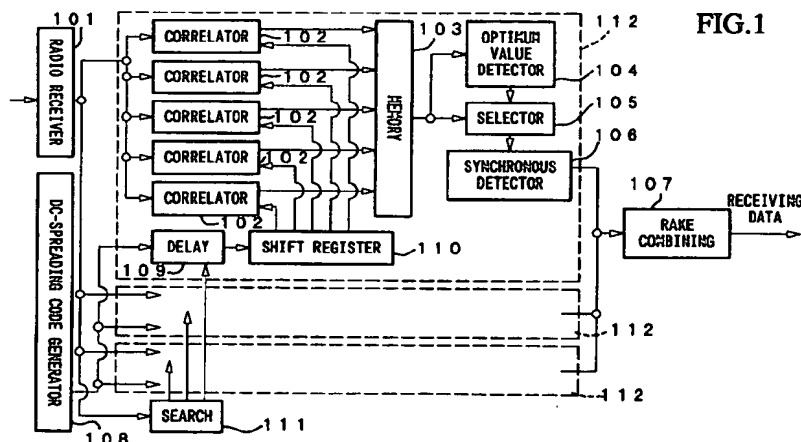 FIG.1
101
RADIO RECEIVER
CORRELATOR
102
CORRELATOR
102
CORRELATOR
102
CORRELATOR
102
CORRELATOR
102
103
MEMORY
OPTIMUM
VALUE
DETECTOR
112
104
105
SELECTOR
106
SYNCHRONOUS
DETECTOR
107
RAKE
COMBINING
RECEIVING
DATA
DC-SPREADING CODE GENERATOR
108
DELAY
109
SHIFT REGISTER
110
112
112
SEARCH
111